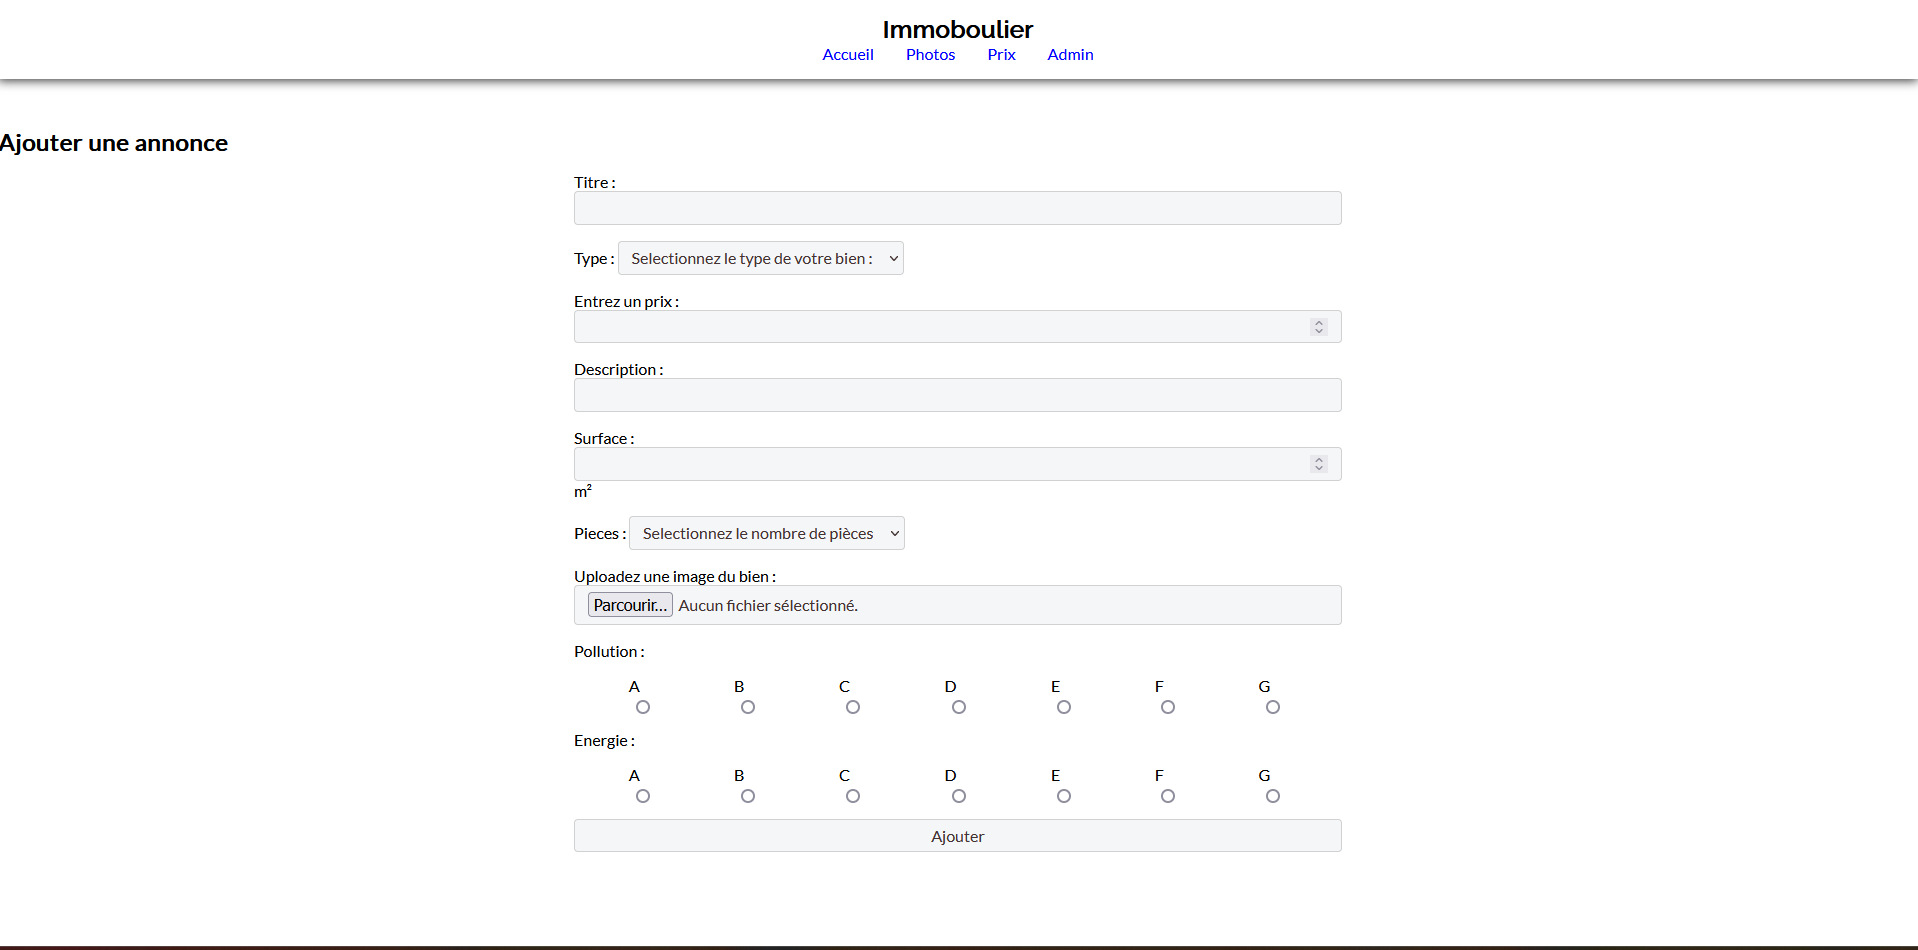 Immoboulier
Accueil Photos Prix Admin
Ajouter une annonce
Titre :
Type : Selectionnez le type de votre bien :
Entrez un prix :
Description :
Surface :
m²
Pieces : Selectionnez le nombre de pièces
Uploadez une image du bien :
Parcourir... Aucun fichier sélectionné.
Pollution :
A B C D E F G
Energie :
A B C D E F G
Ajouter